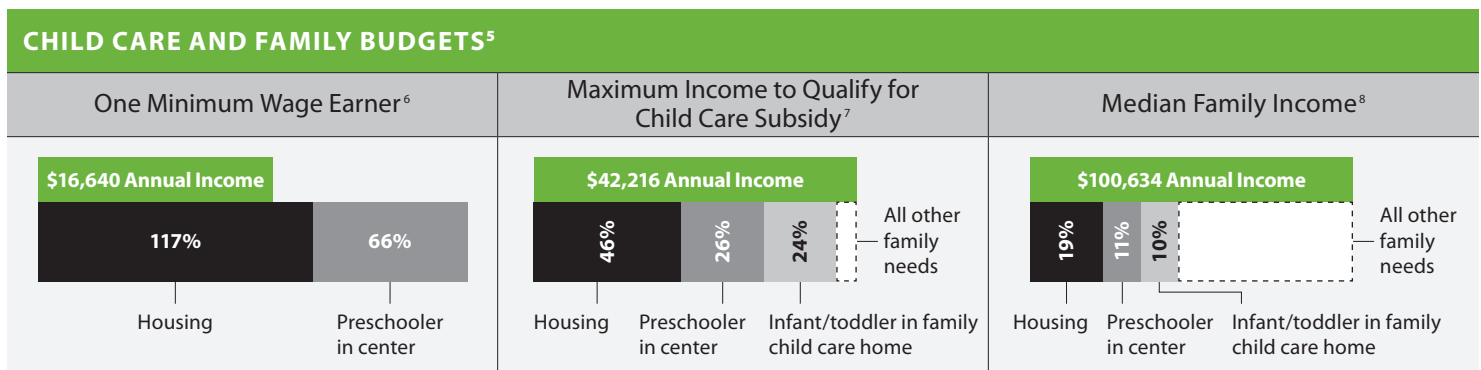 CHILD CARE AND FAMILY BUDGETS⁵
One Minimum Wage Earner⁶
$16,640 Annual Income
117%
66%
Housing
Preschooler
in center
Maximum Income to Qualify for
Child Care Subsidy⁷
$42,216 Annual Income
46%
26%
24%
All other
family
needs
Housing
Preschooler
in center
Infant/toddler in family
child care home
Median Family Income⁸
$100,634 Annual Income
19%
11%
10%
All other
family
needs
Housing
Preschooler
in center
Infant/toddler in family
child care home